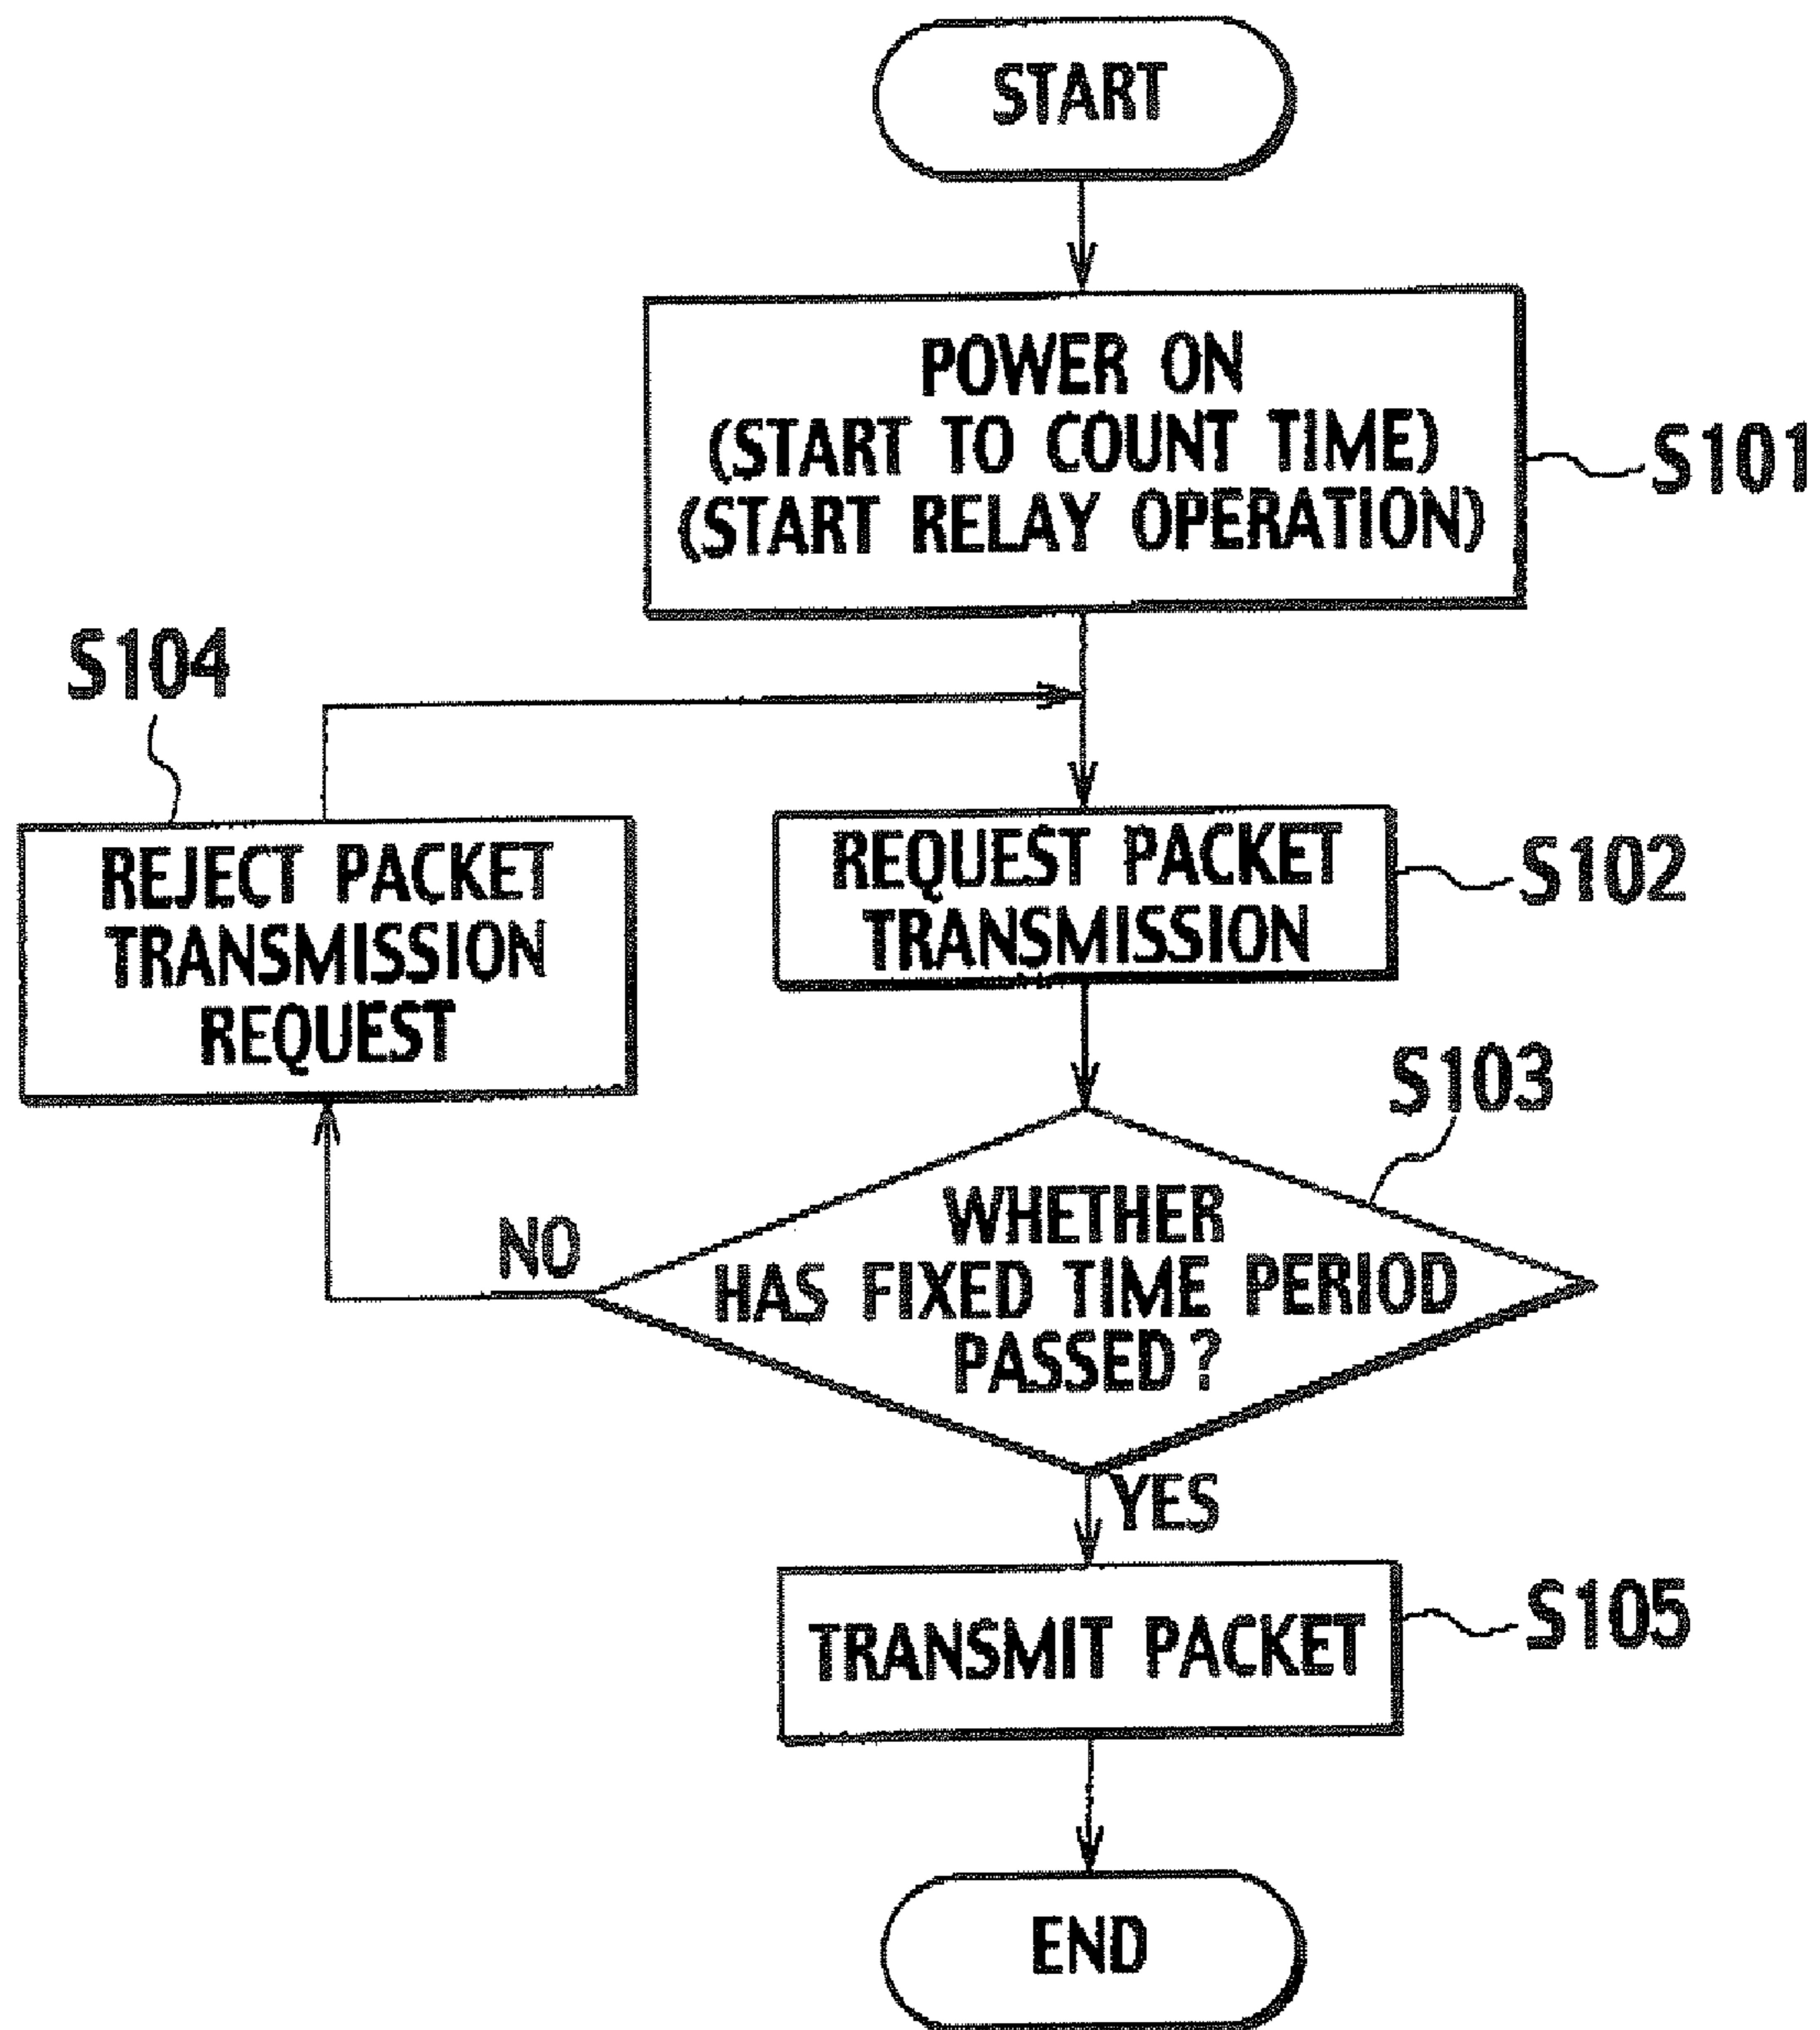 START
POWER ON
(START TO COUNT TIME)
(START RELAY OPERATION)
S101
S104
REJECT PACKET
TRANSMISSION
REQUEST
REQUEST PACKET
TRANSMISSION
S102
S103
WHETHER
HAS FIXED TIME PERIOD
PASSED?
NO
YES
TRANSMIT PACKET
S105
END